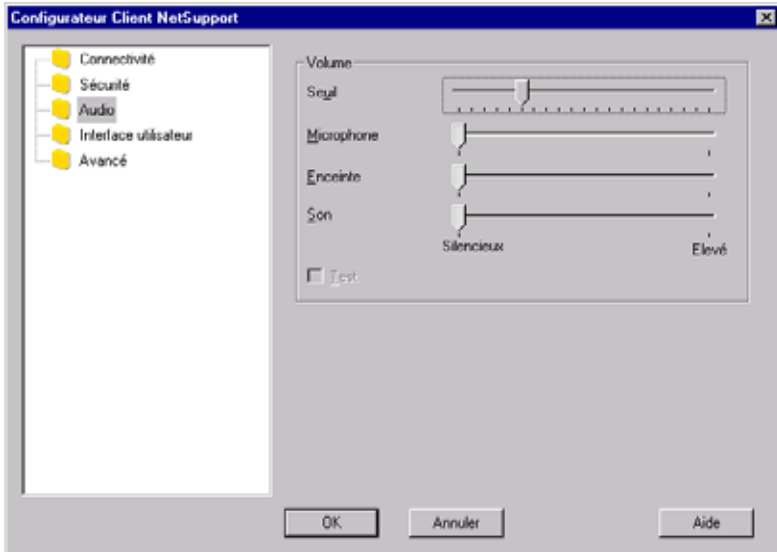 Configurateur Client NetSupport
Connectivité
Sécurité
Audio
Interface utilisateur
Avancé
Volume
Seuil
Microphone
Enceinte
Son
Silencieux
Elevé
Test
OK
Annuler
Aide